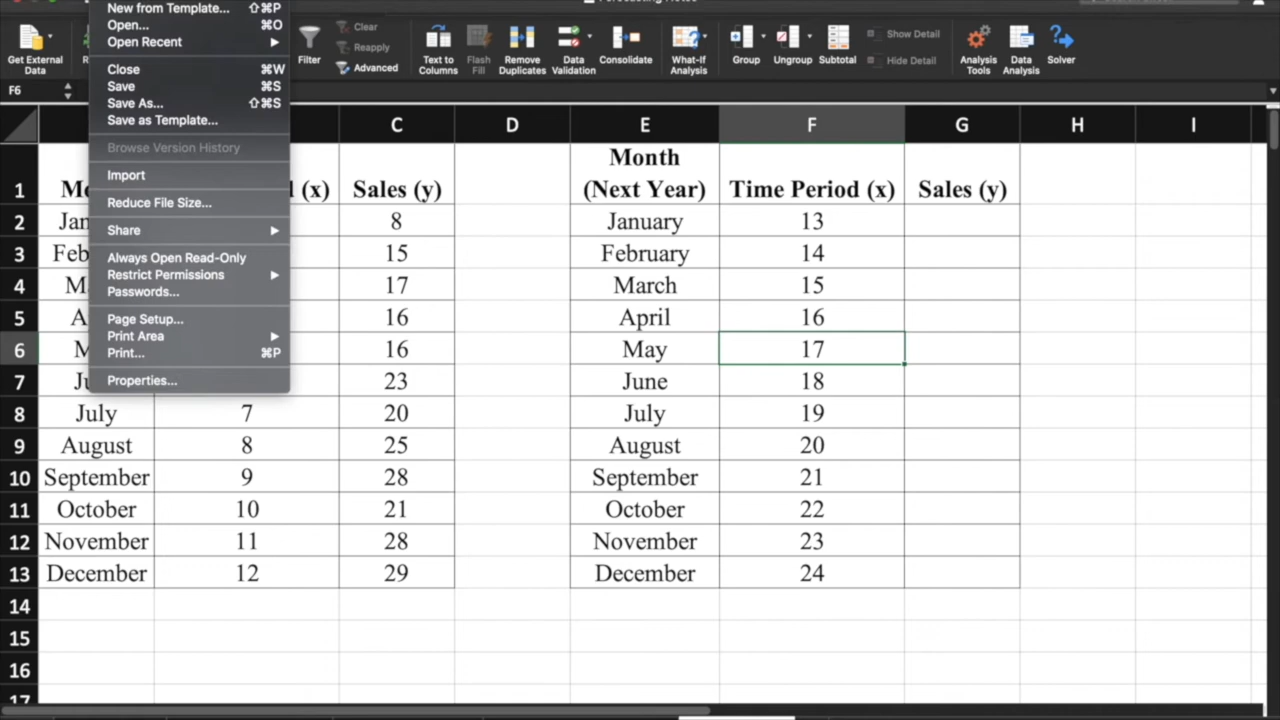 New from Template... ⇧⌘P
Open... ⌘O
Open Recent
Close ⌘W
Save ⌘S
Save As... ⇧⌘S
Save as Template...
Browse Version History
Import
Reduce File Size...
Share
Always Open Read-Only
Restrict Permissions
Passwords...
Page Setup...
Print Area
Print... ⌘P
Properties...
Get External Data
Filter
Clear
Reapply
Advanced
Text to Columns
Flash Fill
Remove Duplicates
Data Validation
Consolidate
What-If Analysis
Group
Ungroup
Subtotal
Show Detail
Hide Detail
Analysis Tools
Data Analysis
Solver
F6
C D E F G H I
1 (x) Sales (y) Month (Next Year) Time Period (x) Sales (y)
2 8 January 13
3 15 February 14
4 17 March 15
5 16 April 16
6 16 May 17
7 23 June 18
8 July 7 20 July 19
9 August 8 25 August 20
10 September 9 28 September 21
11 October 10 21 October 22
12 November 11 28 November 23
13 December 12 29 December 24
14
15
16
17